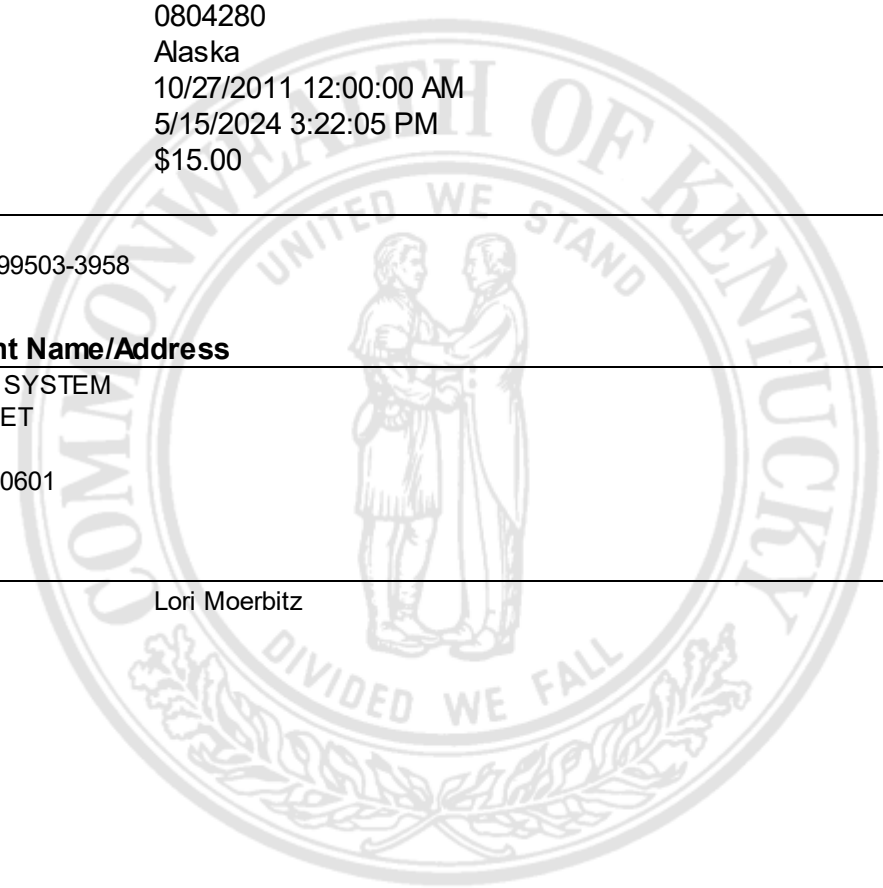 0804280
Alaska
10/27/2011 12:00:00 AM
5/15/2024 3:22:05 PM
$15.00
99503-3958
nt Name/Address
SYSTEM
ET
0601
Lori Moerbitz
COMMONWEALTH OF KENTUCKY
UNITED WE STAND
DIVIDED WE FALL